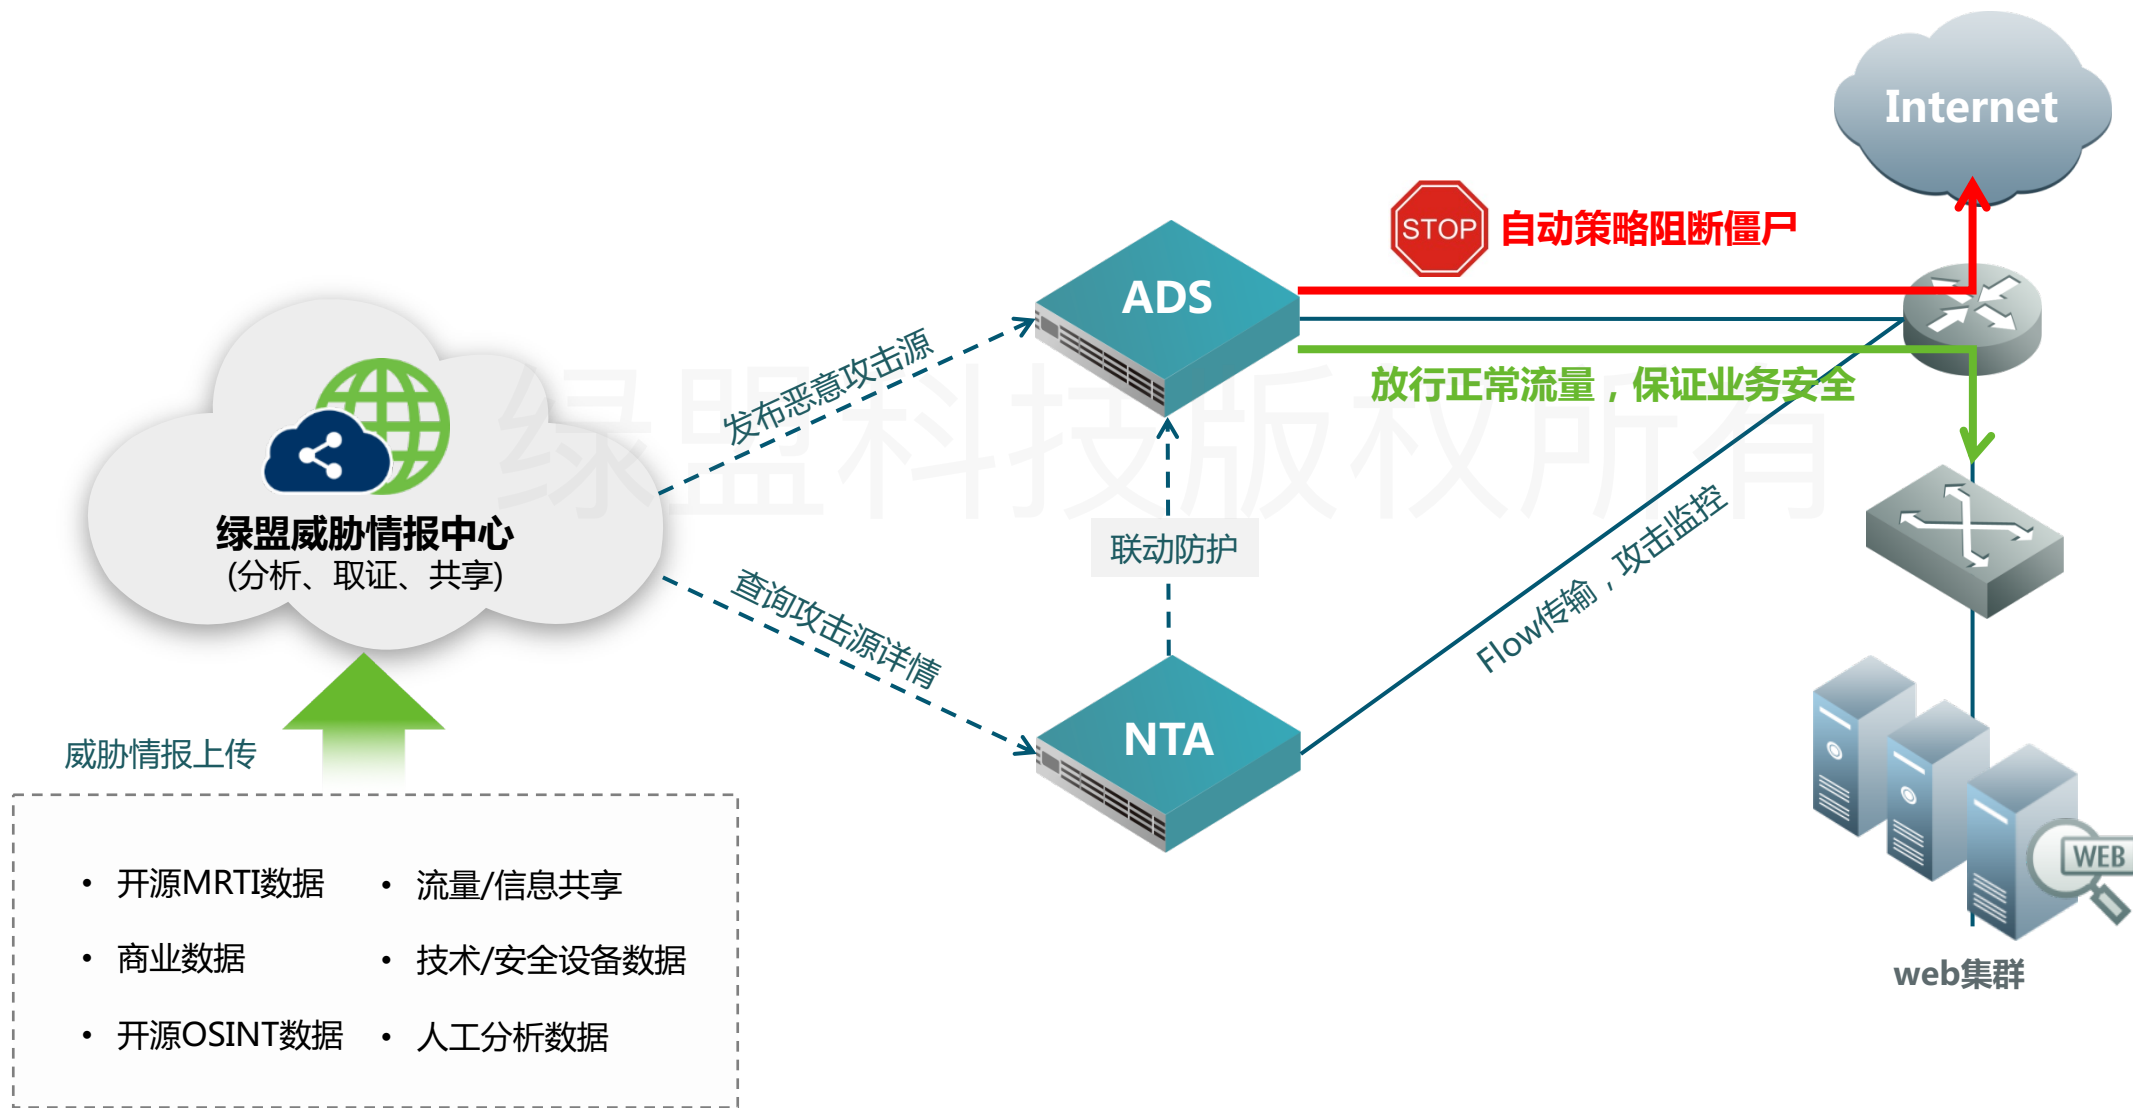 Internet
STOP
自动策略阻断僵尸
ADS
放行正常流量，保证业务安全
发布恶意攻击源
绿盟科技版权所有
绿盟威胁情报中心
(分析、取证、共享)
联动防护
Flow传输，攻击监控
查询攻击源详情
NTA
威胁情报上传
WEB
• 开源MRTI数据
• 流量/信息共享
• 商业数据
• 技术/安全设备数据
web集群
• 开源OSINT数据
• 人工分析数据